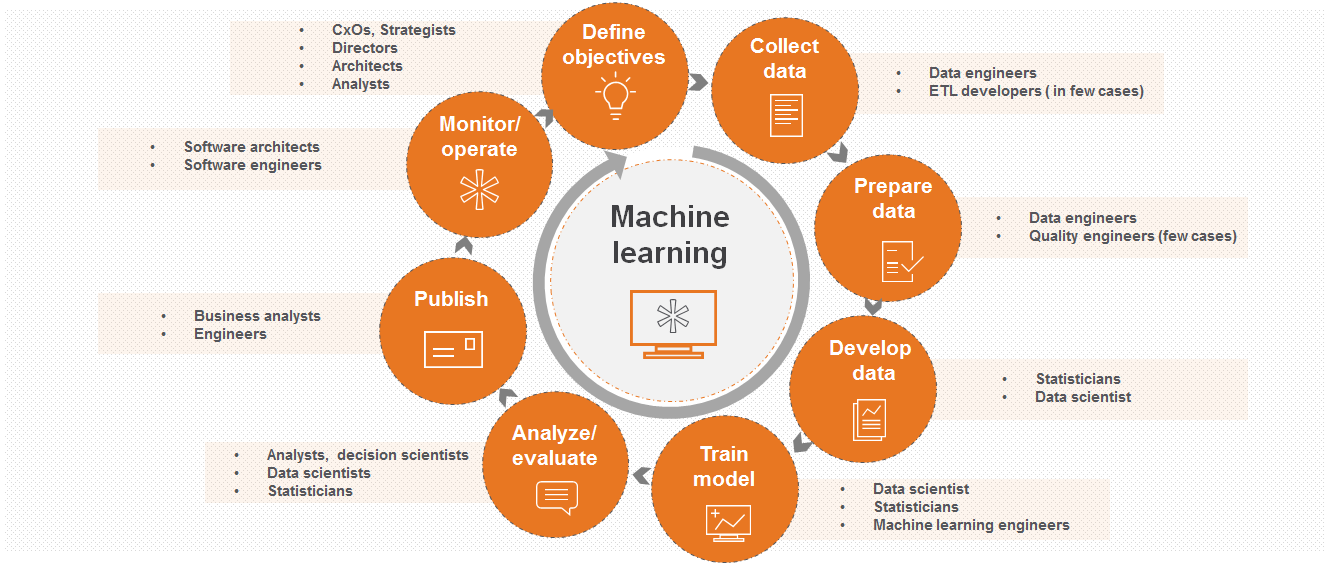 Define
objectives
• CxOs, Strategists
• Directors
• Architects
• Analysts
Collect
data
• Data engineers
• ETL developers ( in few cases)
Prepare
data
• Data engineers
• Quality engineers (few cases)
Develop
data
• Statisticians
• Data scientist
Train
model
• Data scientist
• Statisticians
• Machine learning engineers
Analyze/
evaluate
• Analysts, decision scientists
• Data scientists
• Statisticians
Publish
• Business analysts
• Engineers
Monitor/
operate
• Software architects
• Software engineers
Machine
learning